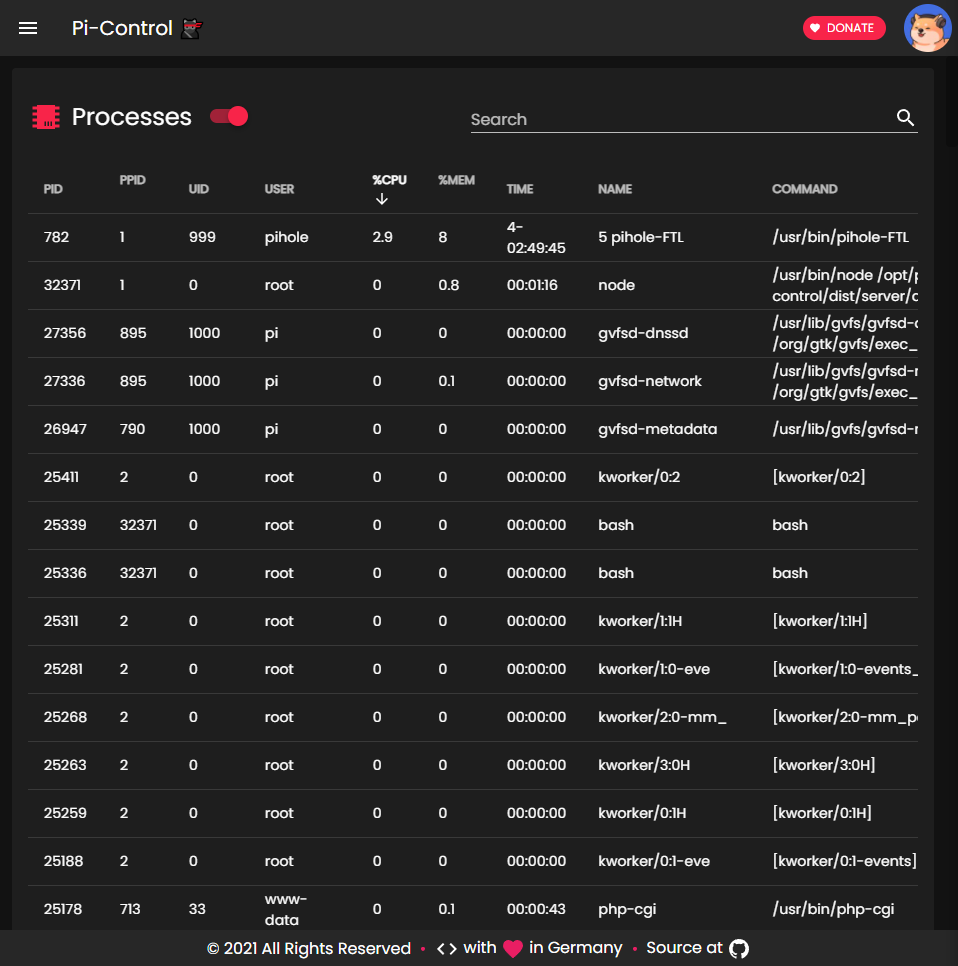 Pi-Control
DONATE
Processes
Search
PID PPID UID USER %CPU %MEM TIME NAME COMMAND
782 1 999 pihole 2.9 8 4-02:49:45 5 pihole-FTL /usr/bin/pihole-FTL
32371 1 0 root 0 0.8 00:01:16 node /usr/bin/node
control/dist/server/
27356 895 1000 pi 0 0 00:00:00 gvfsd-dnssd /usr/lib/gvfs/gvfsd-
/org/gtk/gvfs/exec_
27336 895 1000 pi 0 0.1 00:00:00 gvfsd-network /usr/lib/gvfs/gvfsd-
/org/gtk/gvfs/exec_
26947 790 1000 pi 0 0 00:00:00 gvfsd-metadata /usr/lib/gvfs/gvfsd-
25411 2 0 root 0 0 00:00:00 kworker/0:2 [kworker/0:2]
25339 32371 0 root 0 0 00:00:00 bash bash
25336 32371 0 root 0 0 00:00:00 bash bash
25311 2 0 root 0 0 00:00:00 kworker/1:1H [kworker/1:1H]
25281 2 0 root 0 0 00:00:00 kworker/1:0-eve [kworker/1:0-events_
25268 2 0 root 0 0 00:00:00 kworker/2:0-mm_ [kworker/2:0-mm_p
25263 2 0 root 0 0 00:00:00 kworker/3:0H [kworker/3:0H]
25259 2 0 root 0 0 00:00:00 kworker/0:1H [kworker/0:1H]
25188 2 0 root 0 0 00:00:00 kworker/0:1-eve [kworker/0:1-events]
25178 713 33 www-data 0 0.1 00:00:43 php-cgi /usr/bin/php-cgi
© 2021 All Rights Reserved • <> with ❤ in Germany • Source at